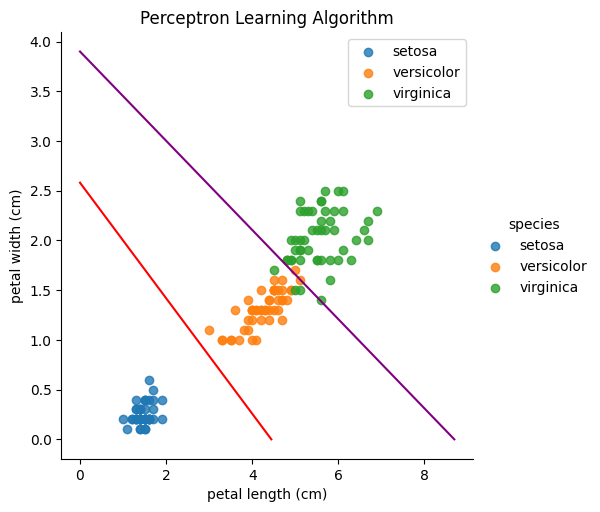 Perceptron Learning Algorithm
setosa
versicolor
virginica
4.0
3.5
3.0
2.5
2.0
1.5
1.0
0.5
0.0
petal width (cm)
0
2
4
6
8
petal length (cm)
species
setosa
versicolor
virginica